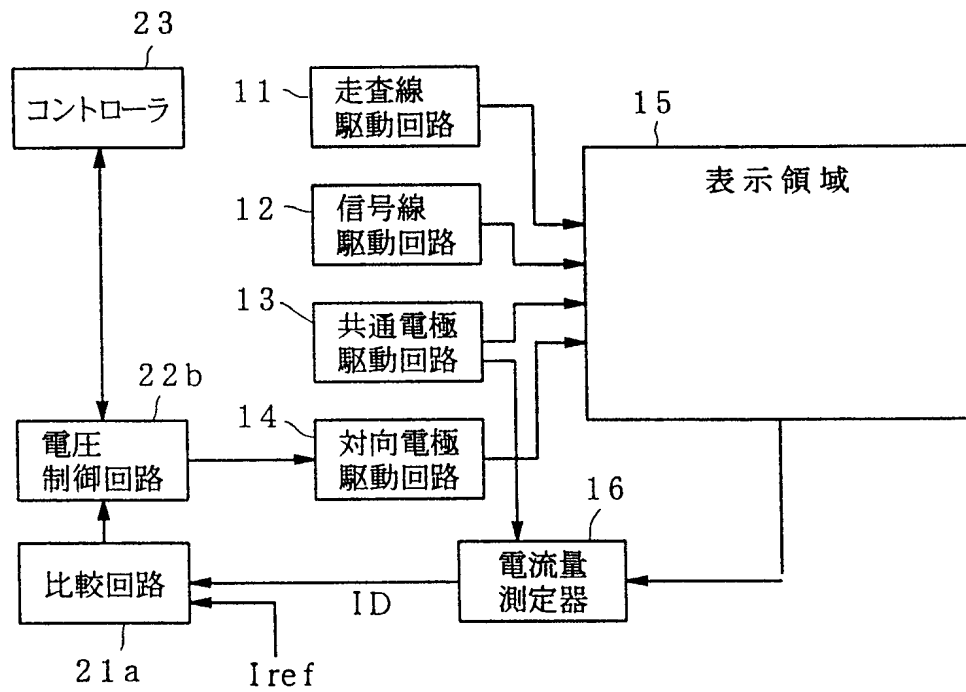 23
コントローラ
11
走査線
駆動回路
15
表示領域
12
信号線
駆動回路
13
共通電極
駆動回路
22b
電圧
制御回路
14
対向電極
駆動回路
16
電流量
測定器
比較回路
ID
21a
Iref